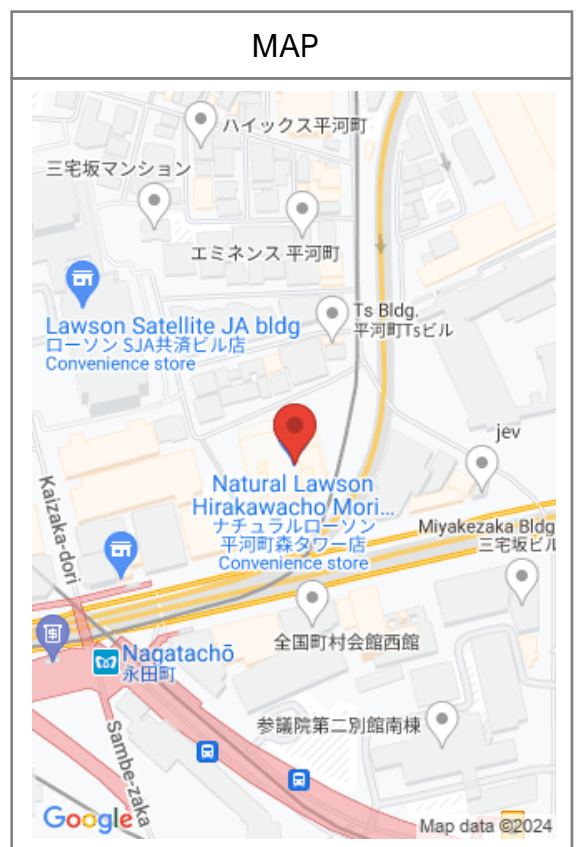 MAP
ハイックス平河町
三宅坂マンション
エミネンス 平河町
Ts Bldg.
平河町Tsビル
Lawson Satellite JA bldg
ローソン SJA共済ビル店
Convenience store
jev
Natural Lawson
Hirakawacho Mori...
ナチュラルローソン
平河町森タワー店
Convenience store
Kaizaka-dori
Miyakezaka Bldg
三宅坂ビル
全国町村会館西館
Nagatachō
永田町
参議院第二別館南棟
Sambe-zaka
Google
Map data ©2024